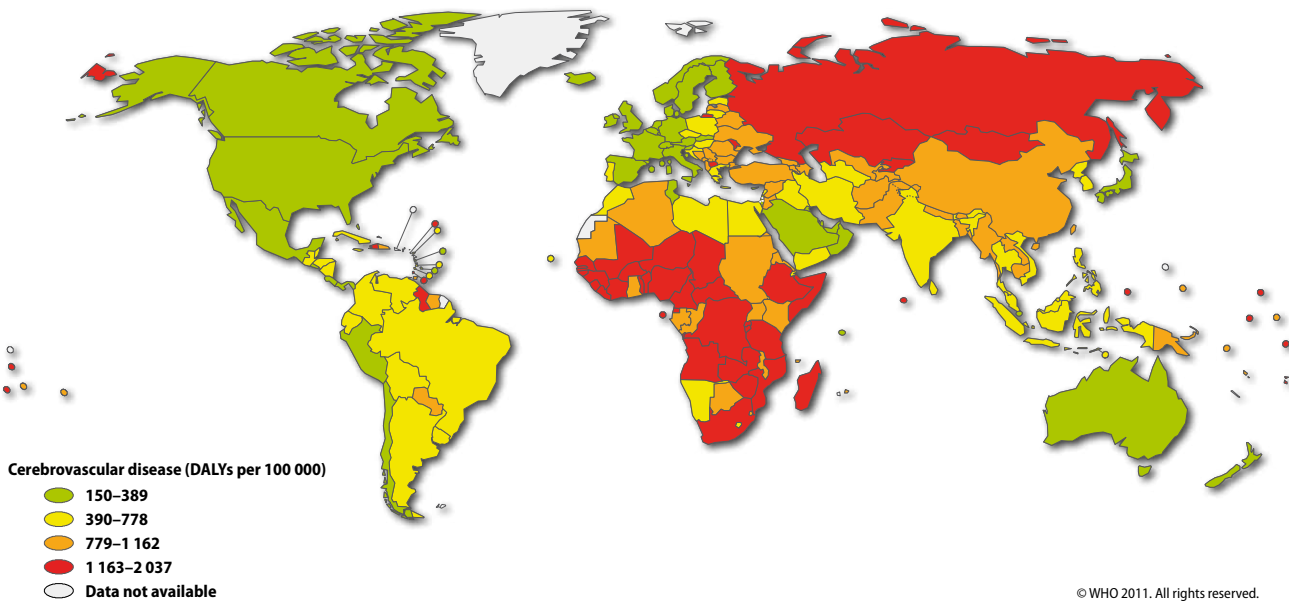 Cerebrovascular disease (DALYs per 100 000)
150–389
390–778
779–1 162
1 163–2 037
Data not available
© WHO 2011. All rights reserved.